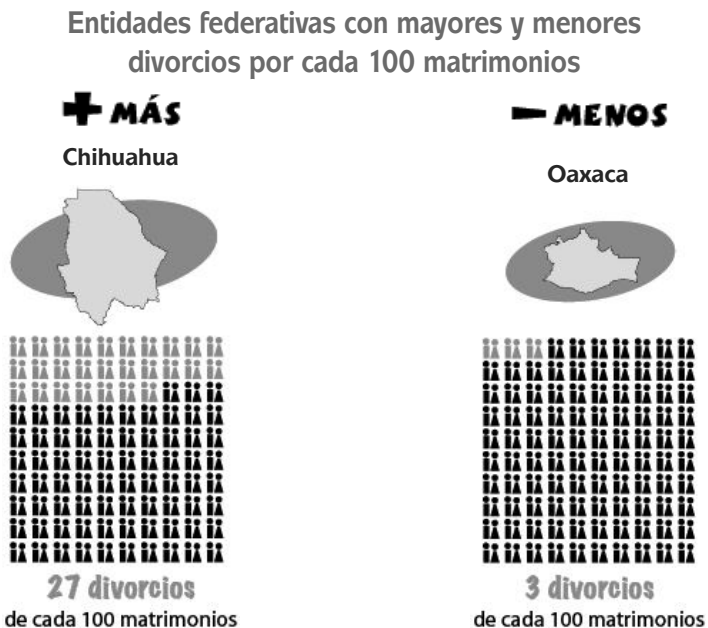 Entidades federativas con mayores y menores
divorcios por cada 100 matrimonios
+ MÁS
Chihuahua
27 divorcios
de cada 100 matrimonios
− MENOS
Oaxaca
3 divorcios
de cada 100 matrimonios